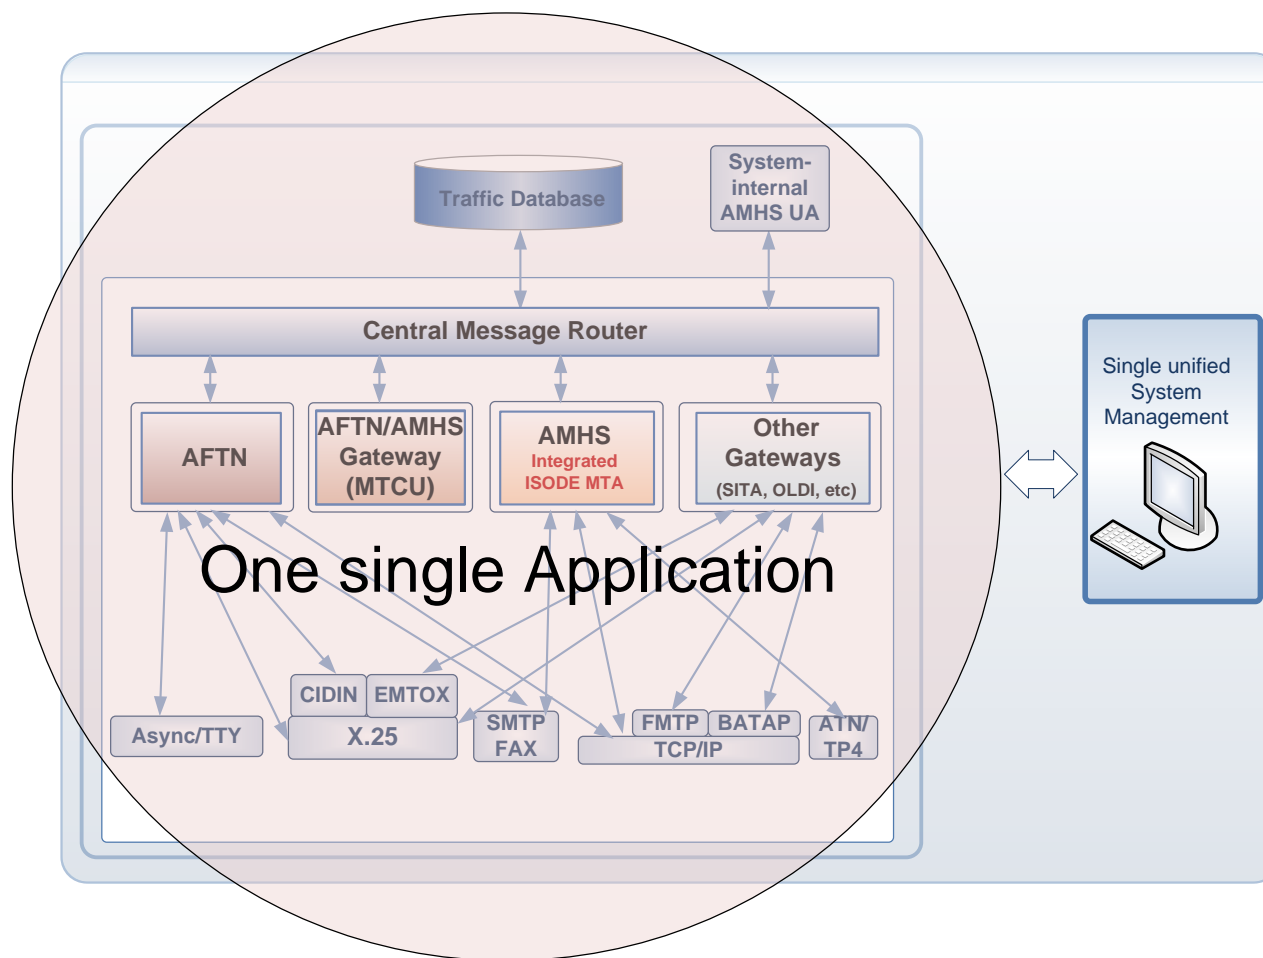 System-
internal
AMHS UA
Traffic Database
Central Message Router
Single unified
System
Management
AFTN
AFTN/AMHS
Gateway
(MTCU)
AMHS
Integrated
ISODE MTA
Other
Gateways
(SITA, OLDI, etc)
One single Application
CIDIN
EMTOX
X.25
Async/TTY
SMTP
FAX
FMTP
BATAP
TCP/IP
ATN/
TP4